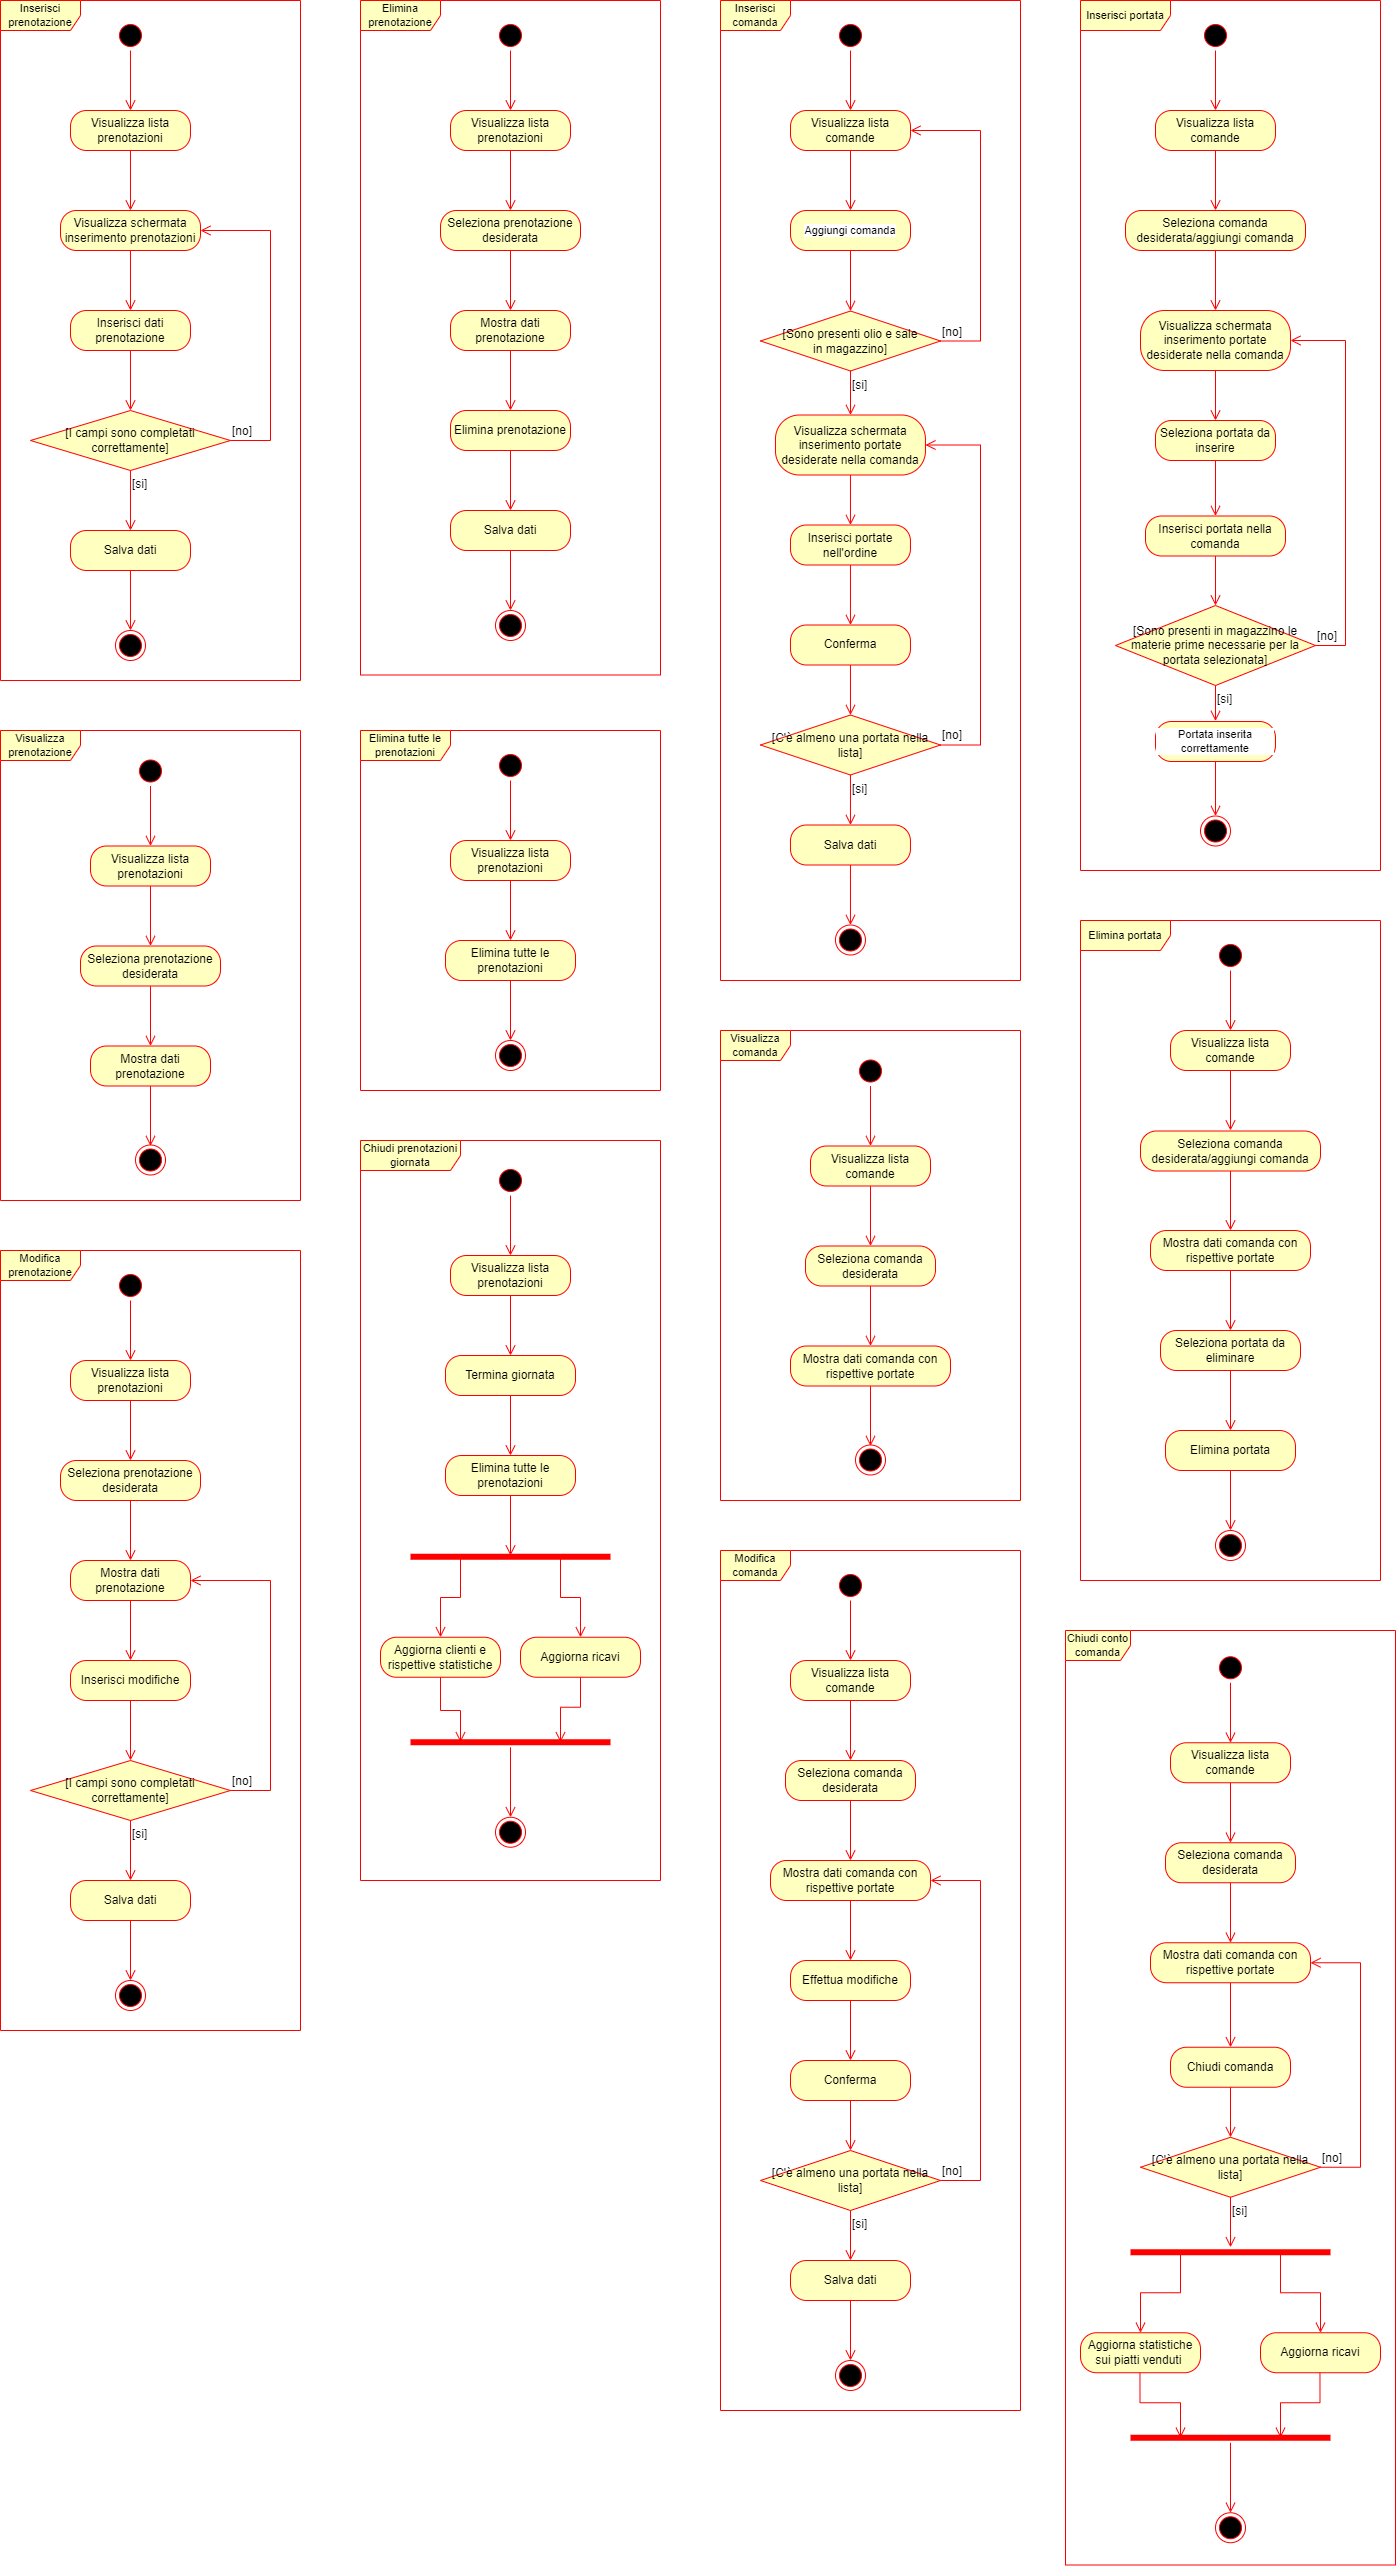 Inserisci
prenotazione
Visualizza lista
prenotazioni
Visualizza schermata
inserimento prenotazioni
Inserisci dati
prenotazione
[I campi sono completati
correttamente]
[no]
[si]
Salva dati
Visualizza
prenotazione
Visualizza lista
prenotazioni
Seleziona prenotazione
desiderata
Mostra dati
prenotazione
Modifica
prenotazione
Visualizza lista
prenotazioni
Seleziona prenotazione
desiderata
Mostra dati
prenotazione
Inserisci modifiche
[I campi sono completati
correttamente]
[no]
[si]
Salva dati
Elimina
prenotazione
Visualizza lista
prenotazioni
Seleziona prenotazione
desiderata
Mostra dati
prenotazione
Elimina prenotazione
Salva dati
Elimina tutte le
prenotazioni
Visualizza lista
prenotazioni
Elimina tutte le
prenotazioni
Chiudi prenotazioni
giornata
Visualizza lista
prenotazioni
Termina giornata
Elimina tutte le
prenotazioni
Aggiorna clienti e
rispettive statistiche
Aggiorna ricavi
Inserisci
comanda
Visualizza lista
comande
Aggiungi comanda
[Sono presenti olio e sale
in magazzino]
[no]
[si]
Visualizza schermata
inserimento portate
desiderate nella comanda
Inserisci portate
nell'ordine
Conferma
[C'è almeno una portata nella
lista]
[no]
[si]
Salva dati
Visualizza
comanda
Visualizza lista
comande
Seleziona comanda
desiderata
Mostra dati comanda con
rispettive portate
Modifica
comanda
Visualizza lista
comande
Seleziona comanda
desiderata
Mostra dati comanda con
rispettive portate
Effettua modifiche
Conferma
[C'è almeno una portata nella
lista]
[no]
[si]
Salva dati
Inserisci portata
Visualizza lista
comande
Seleziona comanda
desiderata/aggiungi comanda
Visualizza schermata
inserimento portate
desiderate nella comanda
Seleziona portata da
inserire
Inserisci portata nella
comanda
[Sono presenti in magazzino le
materie prime necessarie per la
portata selezionata]
[no]
[si]
Portata inserita
correttamente
Elimina portata
Visualizza lista
comande
Seleziona comanda
desiderata/aggiungi comanda
Mostra dati comanda con
rispettive portate
Seleziona portata da
eliminare
Elimina portata
Chiudi conto
comanda
Visualizza lista
comande
Seleziona comanda
desiderata
Mostra dati comanda con
rispettive portate
Chiudi comanda
[C'è almeno una portata nella
lista]
[no]
[si]
Aggiorna statistiche
sui piatti venduti
Aggiorna ricavi